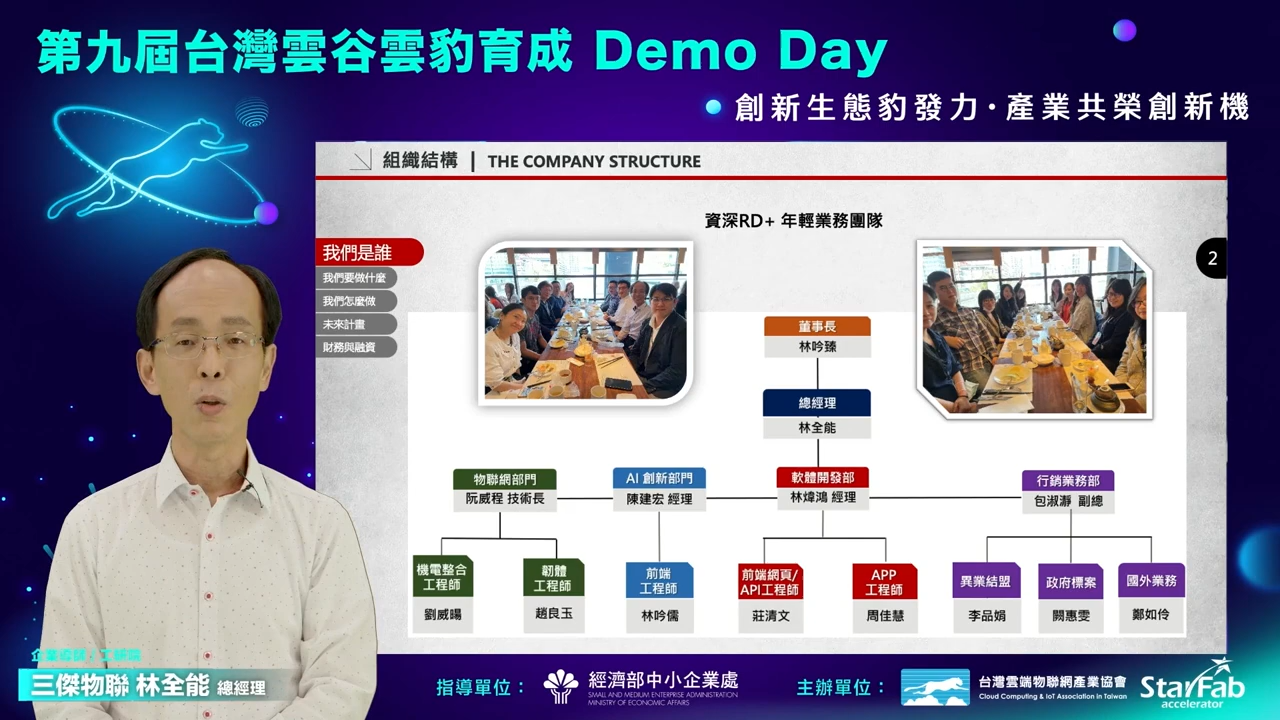 第九屆台灣雲谷雲豹育成 Demo Day
創新生態豹發力·產業共榮創新機
組織結構 | THE COMPANY STRUCTURE
資深RD+ 年輕業務團隊
我們是誰
我們要做什麼
我們怎麼做
未來計畫
財務與融資
2
董事長
林吟臻
總經理
林全能
物聯網部門
阮威程 技術長
AI 創新部門
陳建宏 經理
軟體開發部
林煒鴻 經理
行銷業務部
包淑瀞 副總
機電整合
工程師
劉威暘
韌體
工程師
趙良玉
前端
工程師
林吟儒
前端網頁/
API工程師
莊清文
APP
工程師
周佳慧
異業結盟
李品娟
政府標案
闕惠雯
國外業務
鄭如伶
三傑物聯 林全能 總經理
指導單位：
經濟部中小企業處
SMALL AND MEDIUM ENTERPRISE ADMINISTRATION
MINISTRY OF ECONOMIC AFFAIRS
主辦單位：
台灣雲端物聯網產業協會
Cloud Computing & IoT Association in Taiwan
StarFab
accelerator